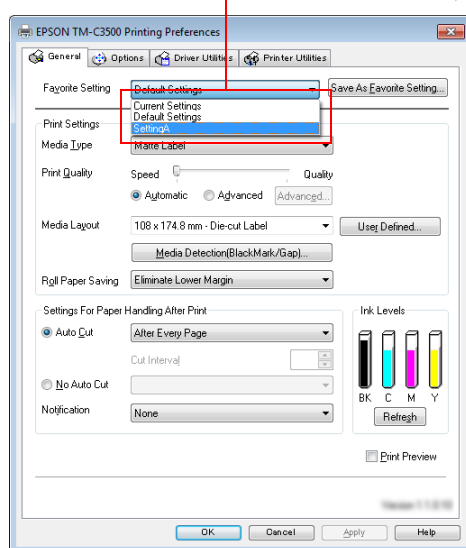 EPSON TM-C3500 Printing Preferences
General Options Driver Utilities Printer Utilities
Favorite Setting Default Settings Save As Favorite Setting...
Current Settings
Default Settings
SettingA
Print Settings
Media Type Matte Label
Print Quality Speed Quality
Automatic Advanced Advanced...
Media Layout 108 x 174.8 mm - Die-cut Label User Defined...
Media Detection(BlackMark/Gap)...
Roll Paper Saving Eliminate Lower Margin
Settings For Paper Handling After Print Ink Levels
Auto Cut After Every Page
Cut Interval
No Auto Cut
BK C M Y
Notification None Refresh
Print Preview
OK Cancel Apply Help